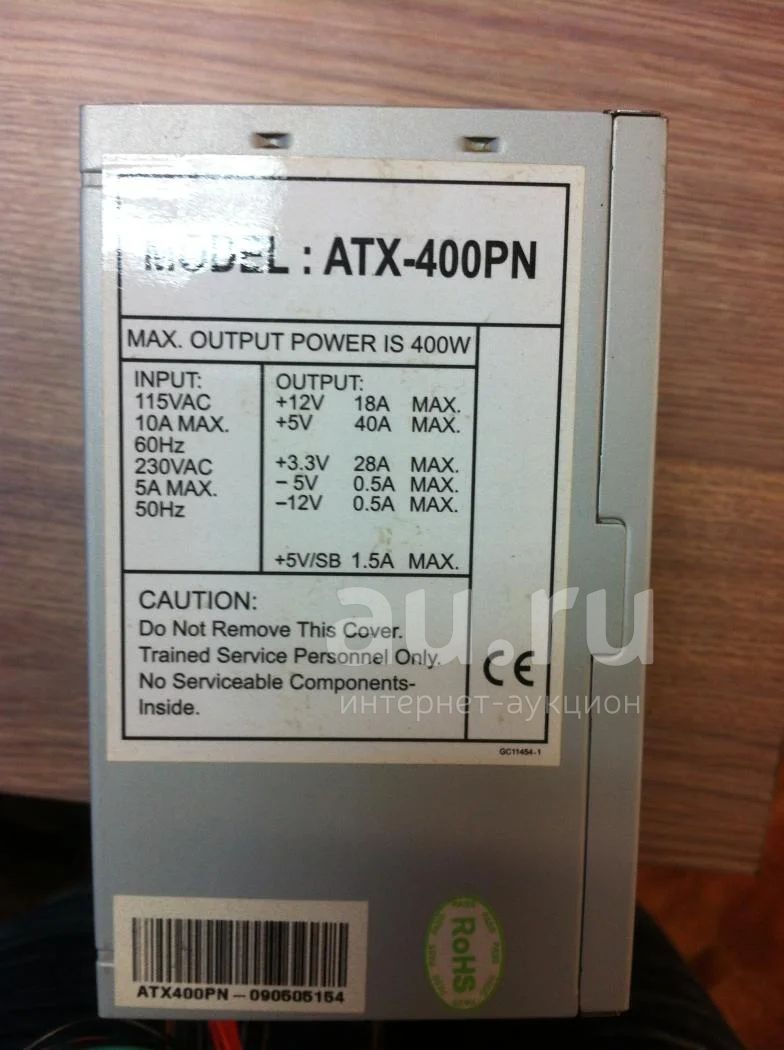 MODEL : ATX-400PN
MAX. OUTPUT POWER IS 400W
INPUT:
115VAC
10A MAX.
60Hz
230VAC
5A MAX.
50Hz
OUTPUT:
+12V 18A MAX.
+5V 40A MAX.
+3.3V 28A MAX.
– 5V 0.5A MAX.
–12V 0.5A MAX.
+5V/SB 1.5A MAX.
CAUTION:
Do Not Remove This Cover.
Trained Service Personnel Only.
No Serviceable Components-
Inside.
CE
au.ru
интернет-аукцион
GC11454-1
ATX400PN – 090505154
RoHS